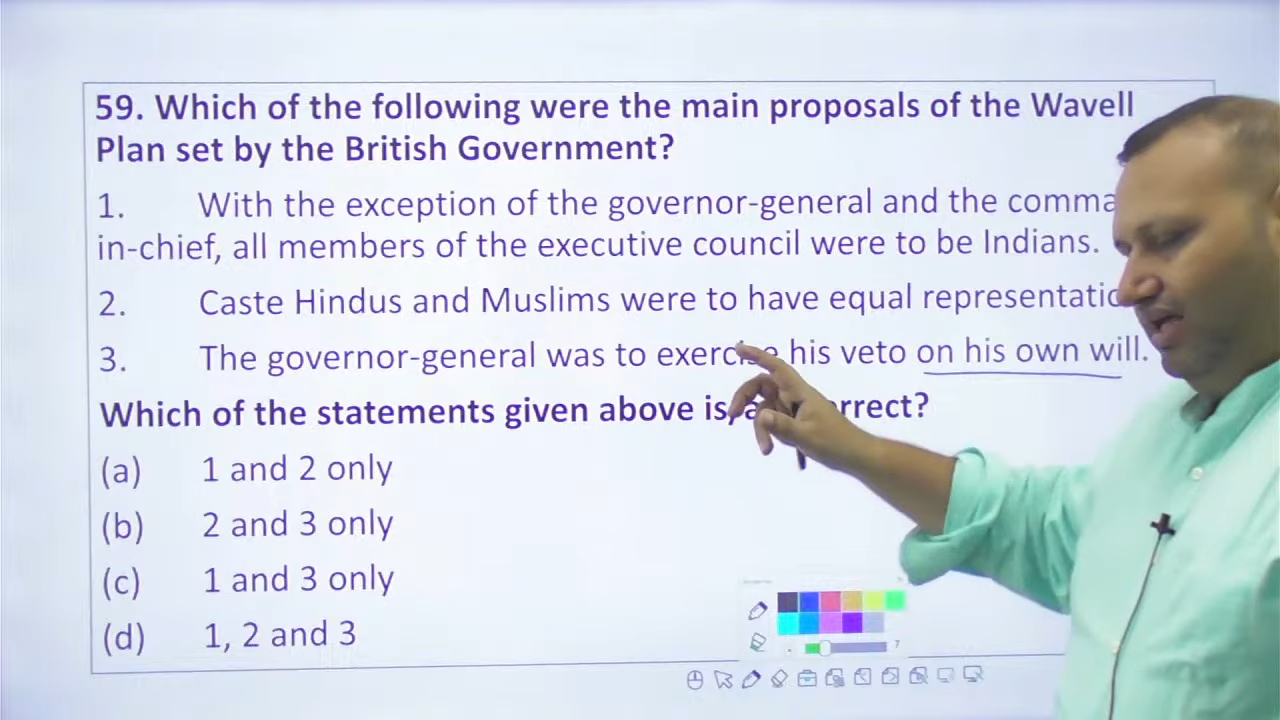 59. Which of the following were the main proposals of the Wavell
Plan set by the British Government?
1. With the exception of the governor-general and the
in-chief, all members of the executive council were to be Indians.
2. Caste Hindus and Muslims were to have equal
3. The governor-general was to exercise his veto on his own will.
Which of the statements given above
(a) 1 and 2 only
(b) 2 and 3 only
(c) 1 and 3 only
(d) 1, 2 and 3
7